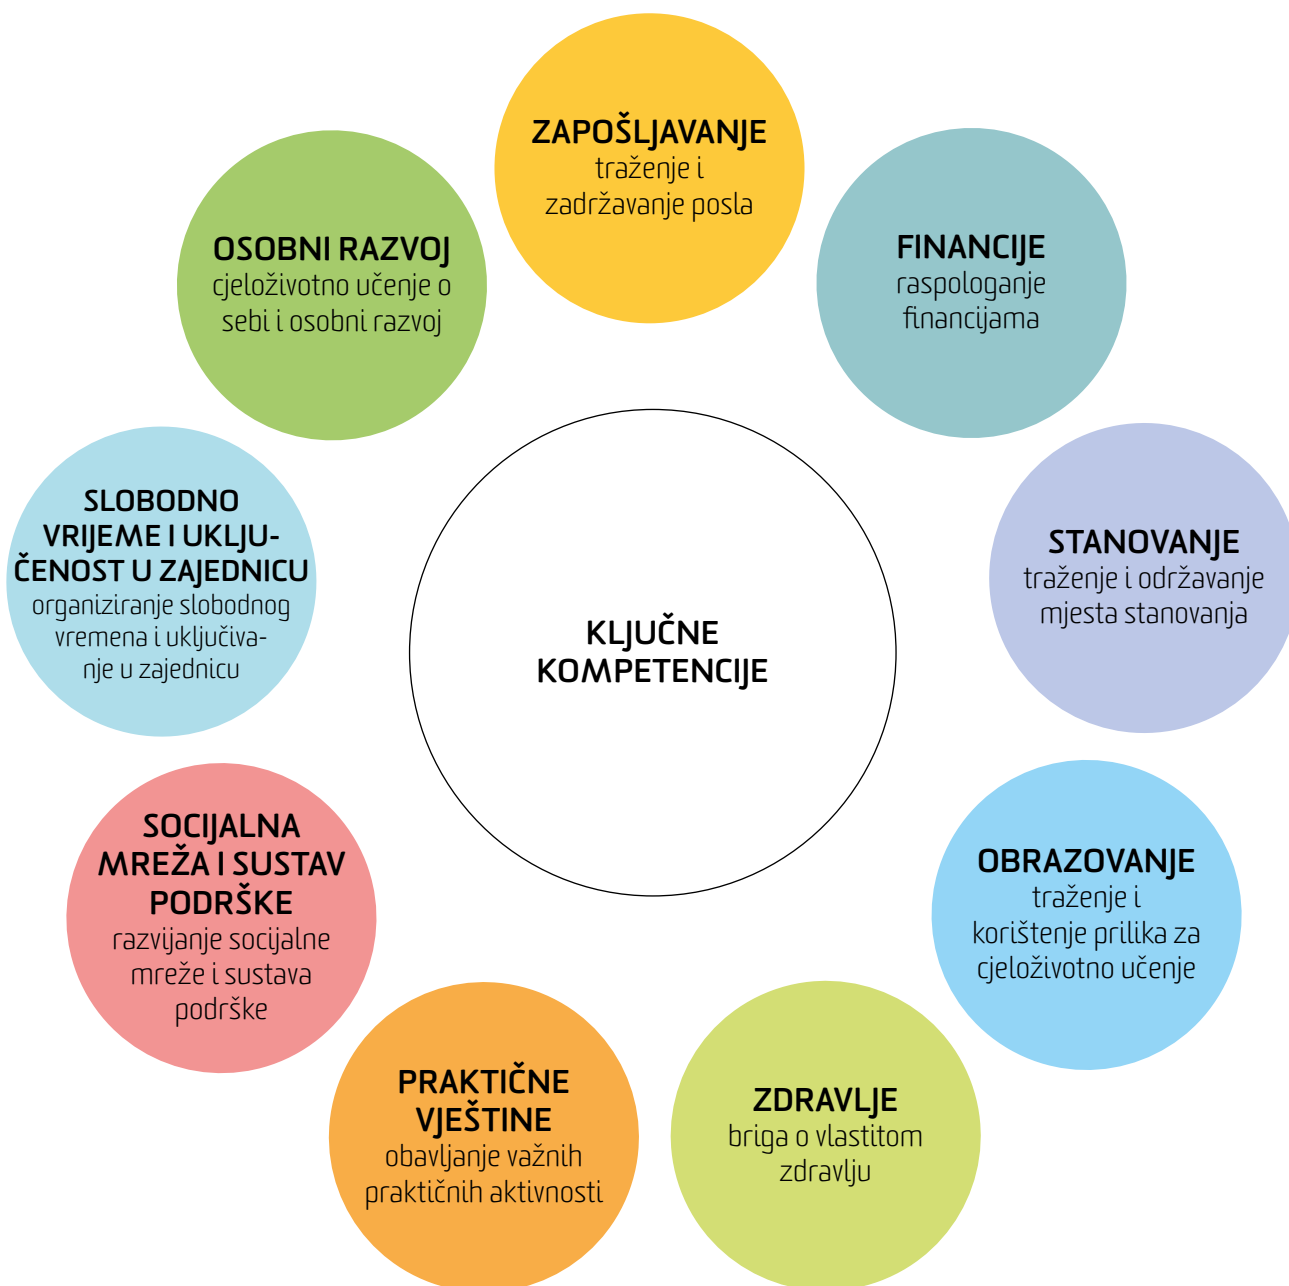 ZAPOŠLJAVANJE
traženje i
zadržavanje posla
FINANCIJE
raspologanje
financijama
STANOVANJE
traženje i održavanje
mjesta stanovanja
OBRAZOVANJE
traženje i
korištenje prilika za
cjeloživotno učenje
ZDRAVLJE
briga o vlastitom
zdravlju
PRAKTIČNE
VJEŠTINE
obavljanje važnih
praktičnih aktivnosti
SOCIJALNA
MREŽA I SUSTAV
PODRŠKE
razvijanje socijalne
mreže i sustava
podrške
SLOBODNO
VRIJEME I UKLJU-
ČENOST U ZAJEDNICU
organiziranje slobodnog
vremena i uključiva-
nje u zajednicu
OSOBNI RAZVOJ
cjeloživotno učenje o
sebi i osobni razvoj
KLJUČNE
KOMPETENCIJE